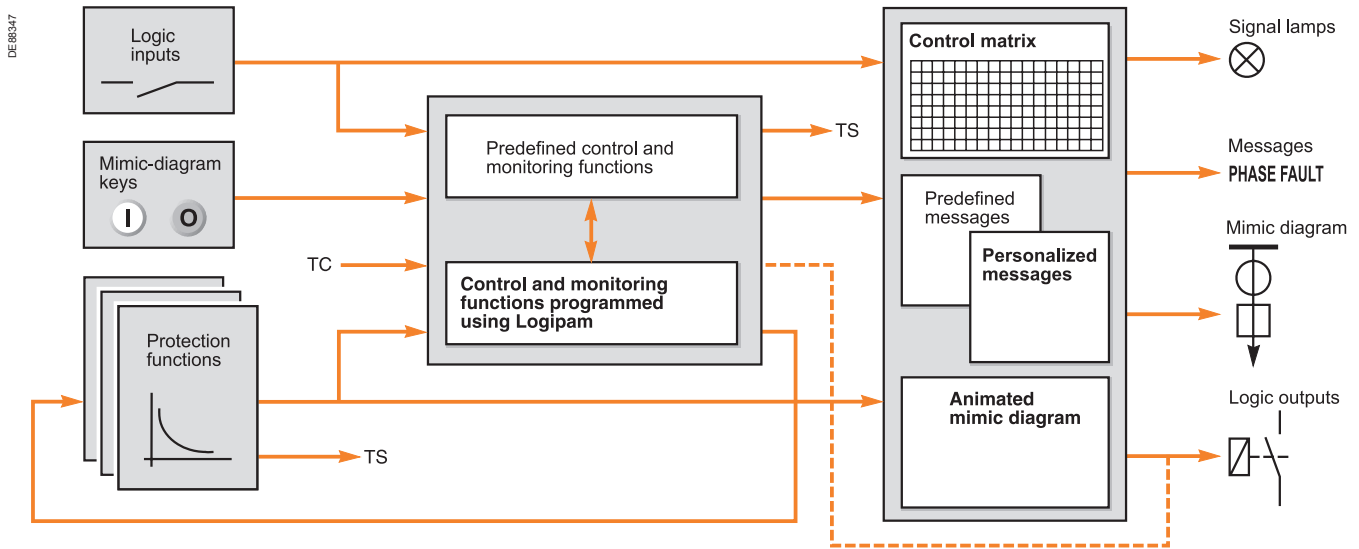 DE88347
Logic
inputs
Mimic-diagram
keys
I
O
Protection
functions
TS
TC
Predefined control and
monitoring functions
Control and monitoring
functions programmed
using Logipam
TS
Control matrix
Predefined
messages
Personalized
messages
Animated
mimic diagram
Signal lamps
Messages
PHASE FAULT
Mimic diagram
Logic outputs